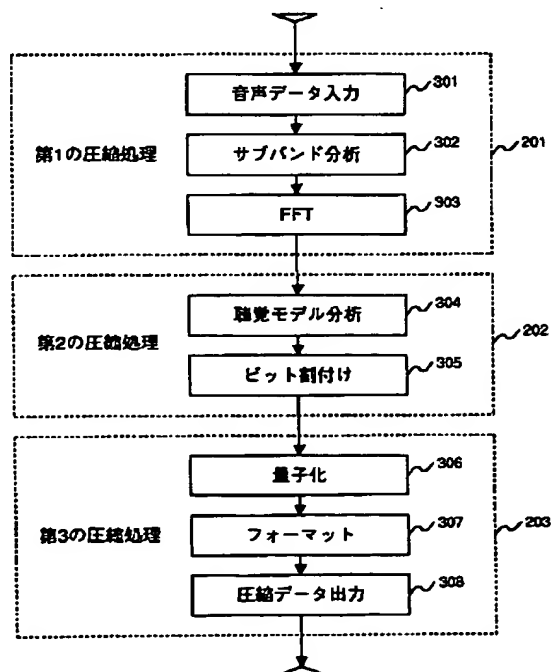 音声データ入力
301
サブバンド分析
302
第1の圧縮処理
201
FFT
303
聴覚モデル分析
304
第2の圧縮処理
202
ビット割付け
305
量子化
306
フォーマット
307
第3の圧縮処理
203
圧縮データ出力
308